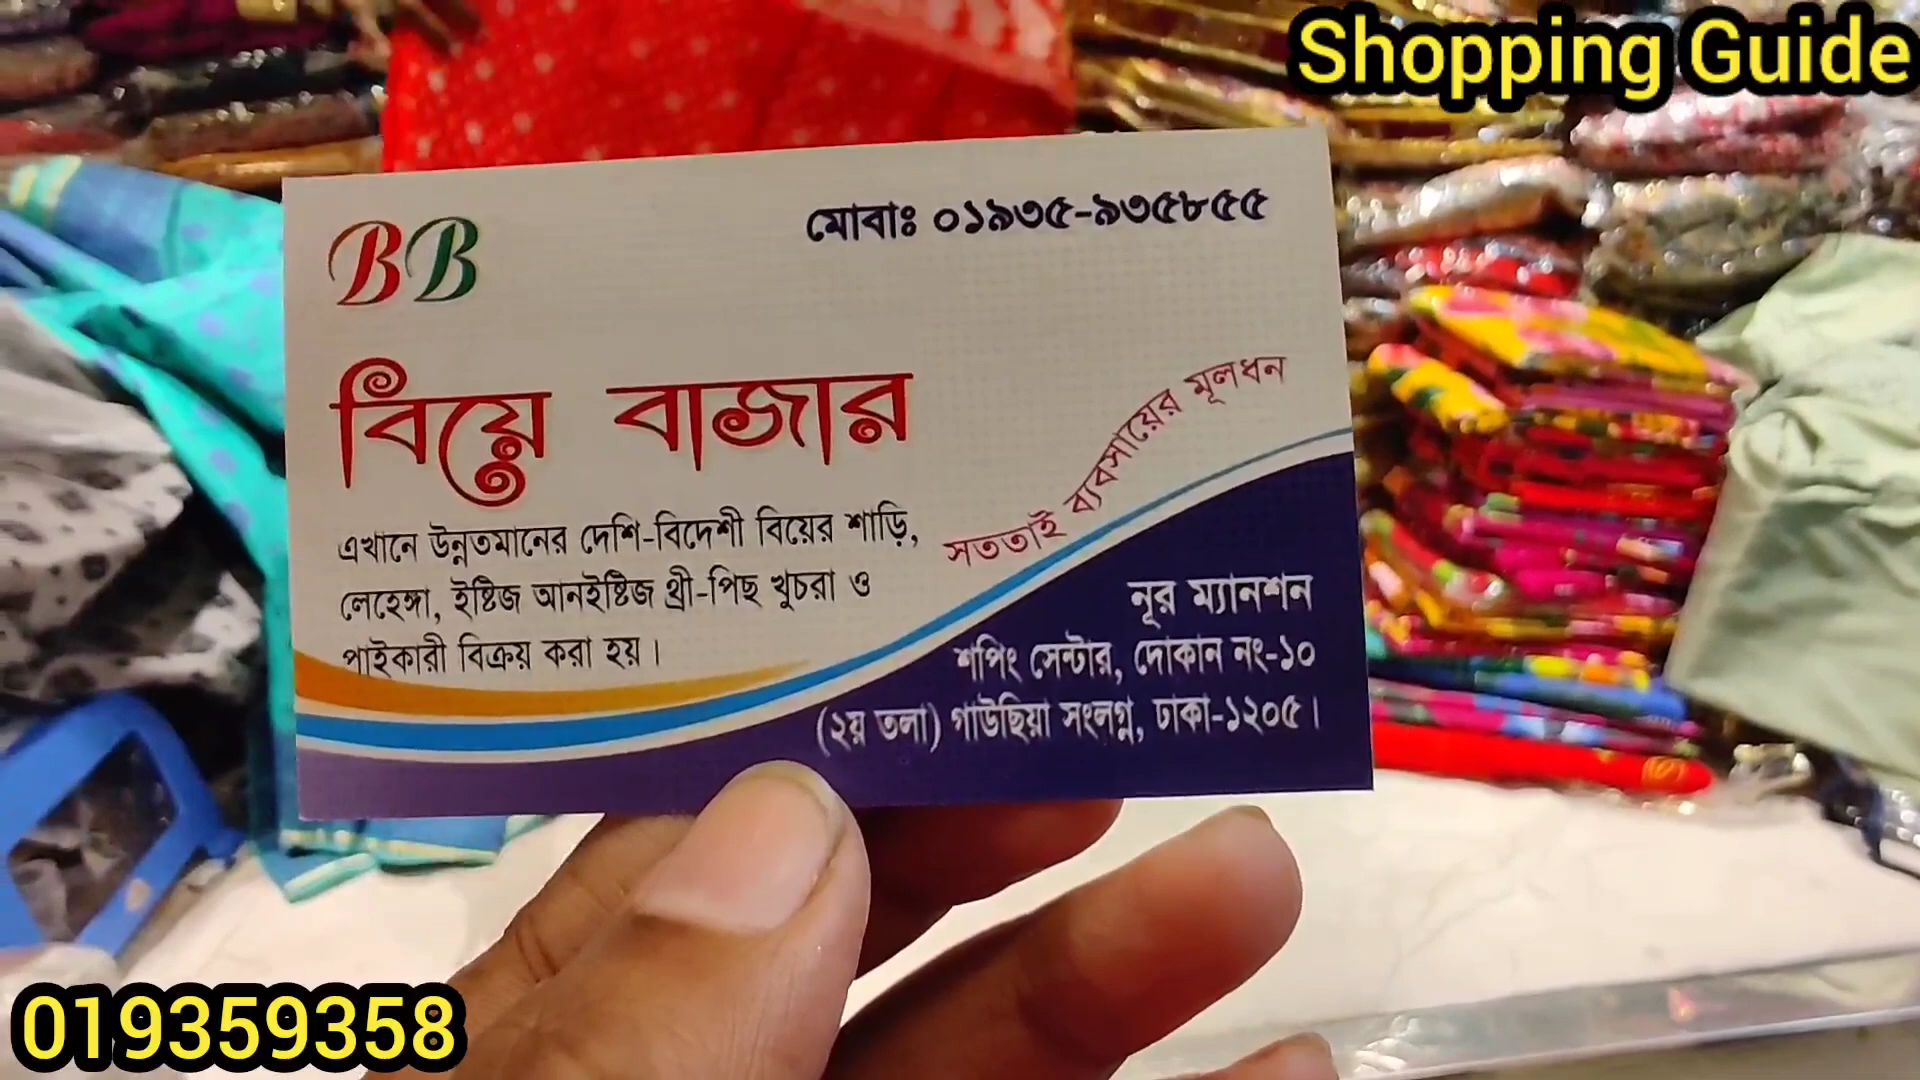 Shopping Guide
BB
মোবাঃ ০১৯৩৫-৯৩৫৮৫৫
বিয়ে বাজার
সততাই ব্যবসায়ের মূলধন
এখানে উন্নতমানের দেশি-বিদেশী বিয়ের শাড়ি,
লেহেঙ্গা, ইষ্টিজ আনইষ্টিজ থ্রী-পিছ খুচরা ও
পাইকারী বিক্রয় করা হয়।
নূর ম্যানশন
শপিং সেন্টার, দোকান নং-১০
(২য় তলা) গাউছিয়া সংলগ্ন, ঢাকা-১২০৫।
019359358